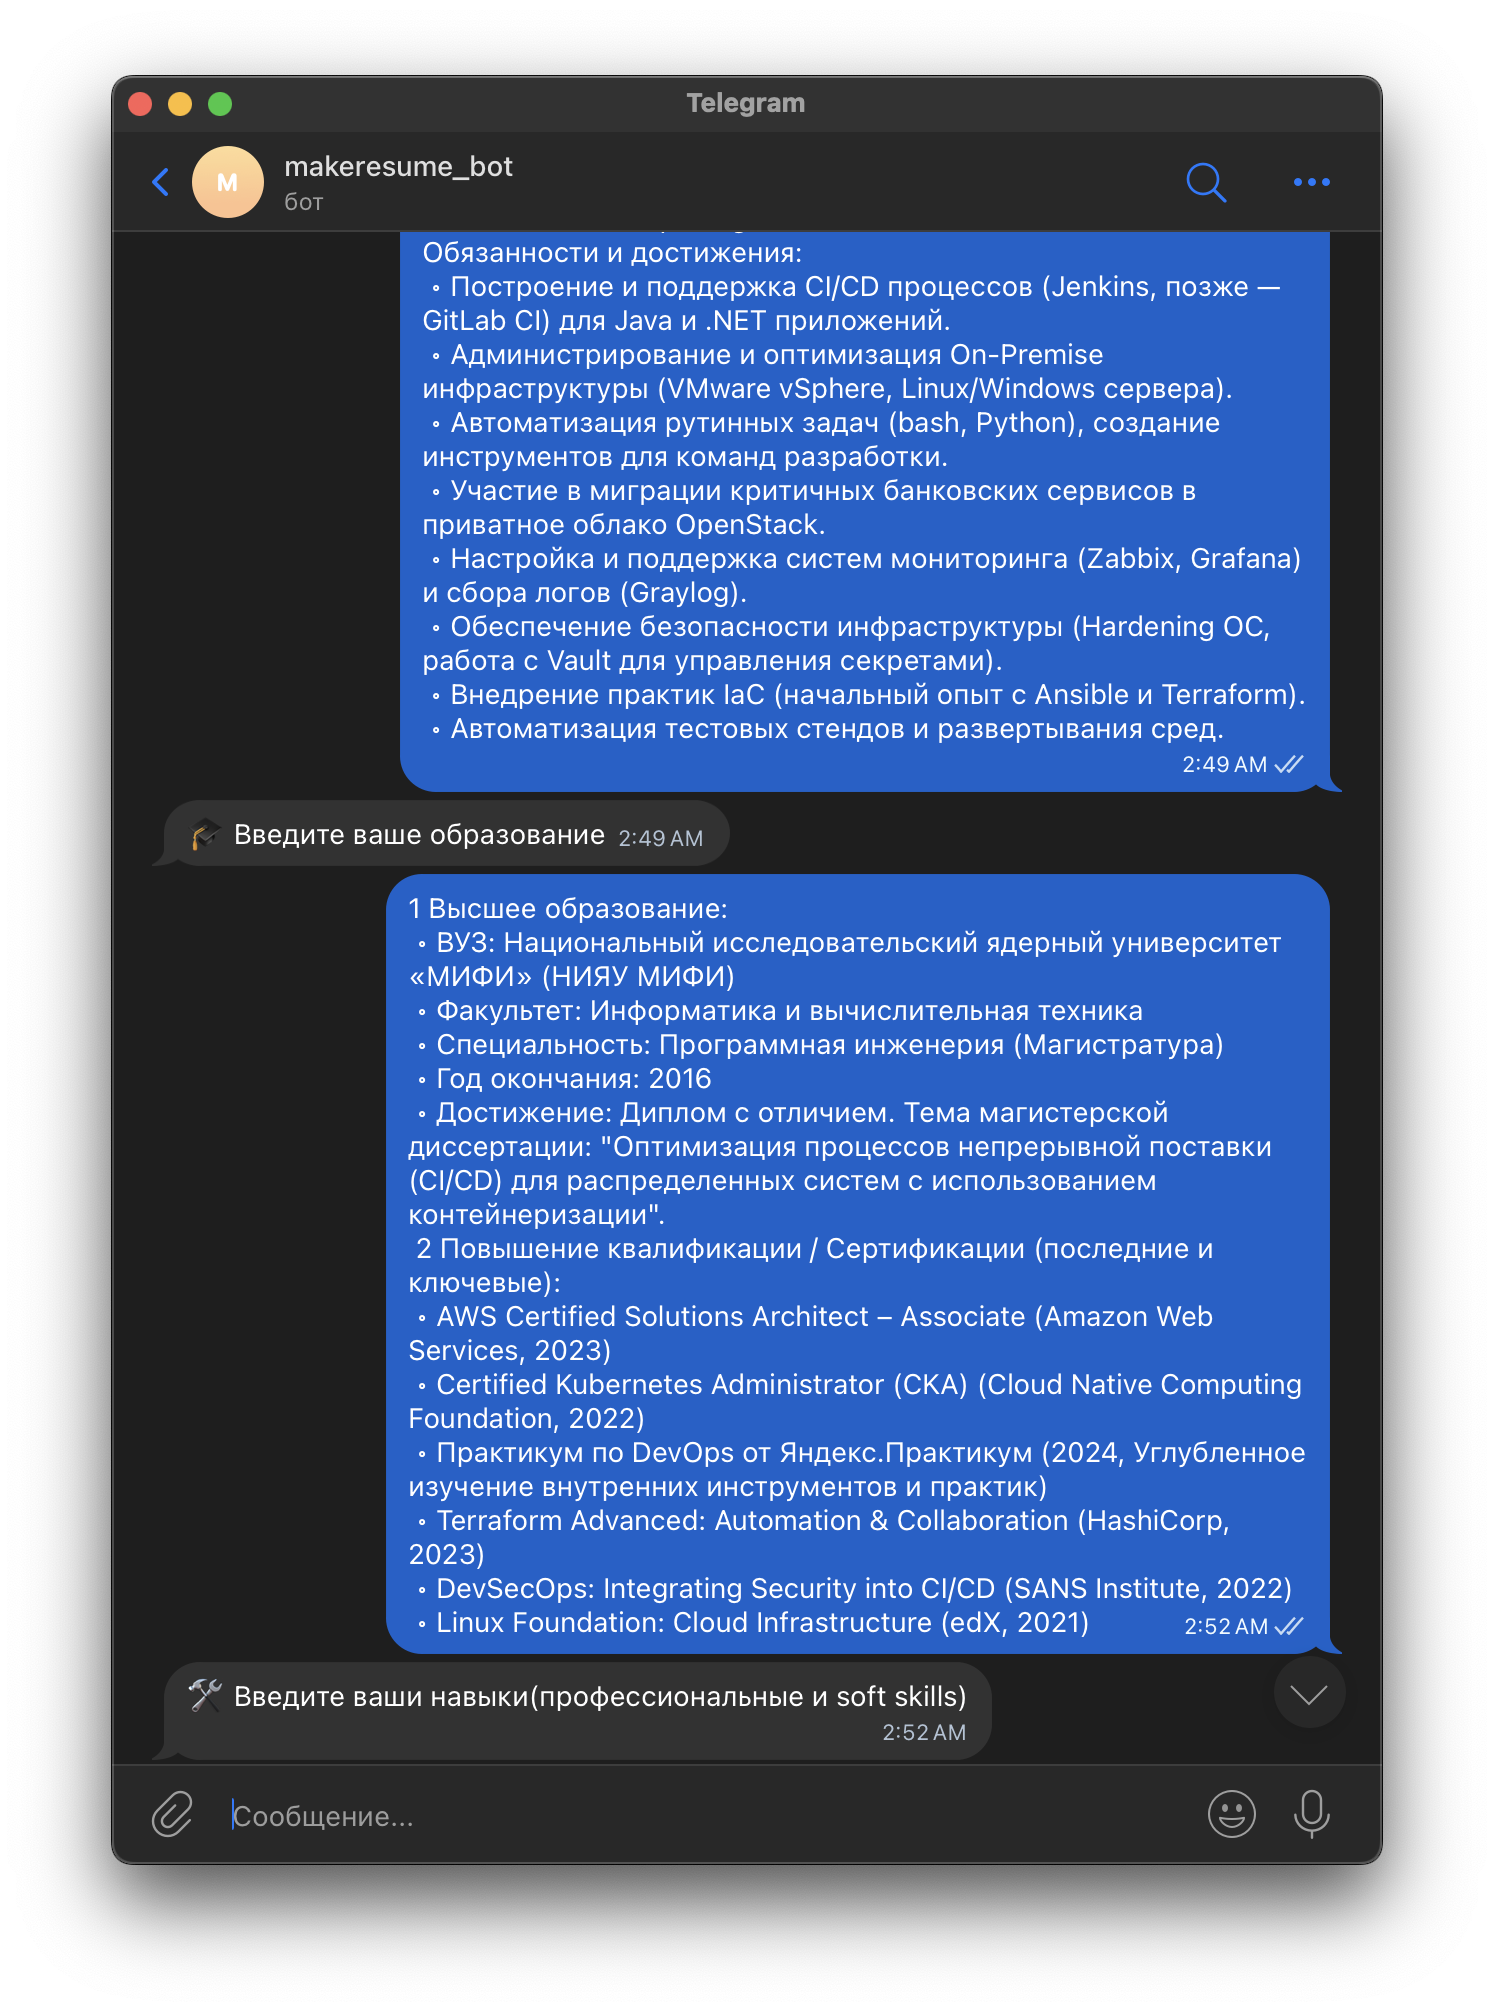 Telegram
M
makeresume_bot
бот
Обязанности и достижения:
◦ Построение и поддержка CI/CD процессов (Jenkins, позже —
GitLab CI) для Java и .NET приложений.
◦ Администрирование и оптимизация On-Premise
инфраструктуры (VMware vSphere, Linux/Windows сервера).
◦ Автоматизация рутинных задач (bash, Python), создание
инструментов для команд разработки.
◦ Участие в миграции критичных банковских сервисов в
приватное облако OpenStack.
◦ Настройка и поддержка систем мониторинга (Zabbix, Grafana)
и сбора логов (Graylog).
◦ Обеспечение безопасности инфраструктуры (Hardening ОС,
работа с Vault для управления секретами).
◦ Внедрение практик IaC (начальный опыт с Ansible и Terraform).
◦ Автоматизация тестовых стендов и развертывания сред.
2:49 AM
🎓 Введите ваше образование 2:49 AM
1 Высшее образование:
◦ ВУЗ: Национальный исследовательский ядерный университет
«МИФИ» (НИЯУ МИФИ)
◦ Факультет: Информатика и вычислительная техника
◦ Специальность: Программная инженерия (Магистратура)
◦ Год окончания: 2016
◦ Достижение: Диплом с отличием. Тема магистерской
диссертации: "Оптимизация процессов непрерывной поставки
(CI/CD) для распределенных систем с использованием
контейнеризации".
2 Повышение квалификации / Сертификации (последние и
ключевые):
◦ AWS Certified Solutions Architect – Associate (Amazon Web
Services, 2023)
◦ Certified Kubernetes Administrator (CKA) (Cloud Native Computing
Foundation, 2022)
◦ Практикум по DevOps от Яндекс.Практикум (2024, Углубленное
изучение внутренних инструментов и практик)
◦ Terraform Advanced: Automation & Collaboration (HashiCorp,
2023)
◦ DevSecOps: Integrating Security into CI/CD (SANS Institute, 2022)
◦ Linux Foundation: Cloud Infrastructure (edX, 2021) 2:52 AM
🛠 Введите ваши навыки(профессиональные и soft skills)
2:52 AM
Сообщение...